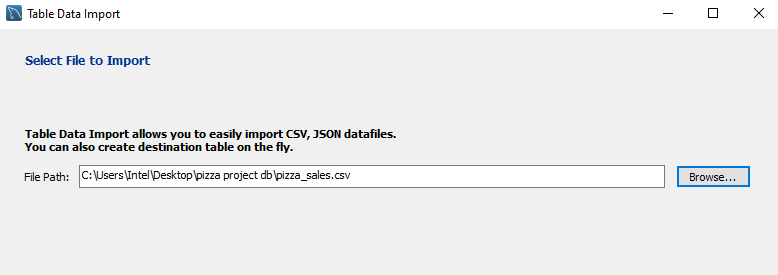 Table Data Import
Select File to Import
Table Data Import allows you to easily import CSV, JSON datafiles.
You can also create destination table on the fly.
File Path: C:\Users\Intel\Desktop\pizza project db\pizza_sales.csv Browse...